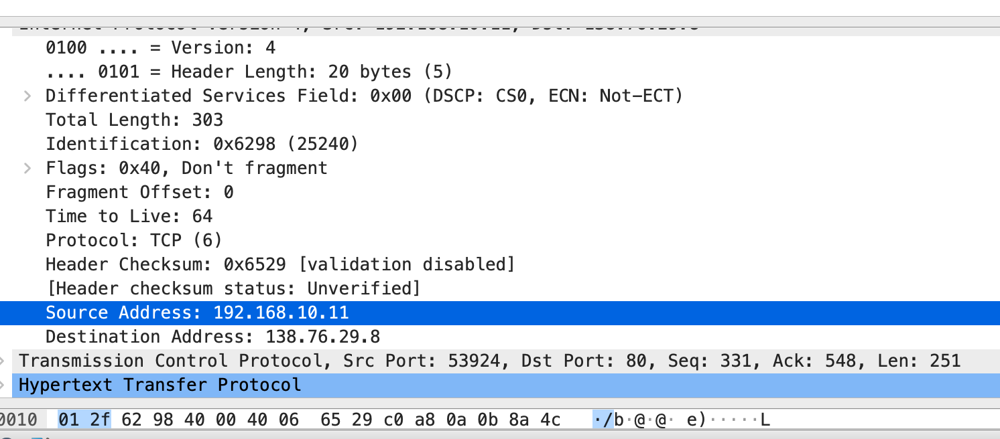 0100 .... = Version: 4
.... 0101 = Header Length: 20 bytes (5)
Differentiated Services Field: 0x00 (DSCP: CS0, ECN: Not-ECT)
Total Length: 303
Identification: 0x6298 (25240)
Flags: 0x40, Don't fragment
Fragment Offset: 0
Time to Live: 64
Protocol: TCP (6)
Header Checksum: 0x6529 [validation disabled]
[Header checksum status: Unverified]
Source Address: 192.168.10.11
Destination Address: 138.76.29.8
Transmission Control Protocol, Src Port: 53924, Dst Port: 80, Seq: 331, Ack: 548, Len: 251
Hypertext Transfer Protocol
0010 01 2f 62 98 40 00 40 06 65 29 c0 a8 0a 0b 8a 4c ·/b·@·@· e)·····L